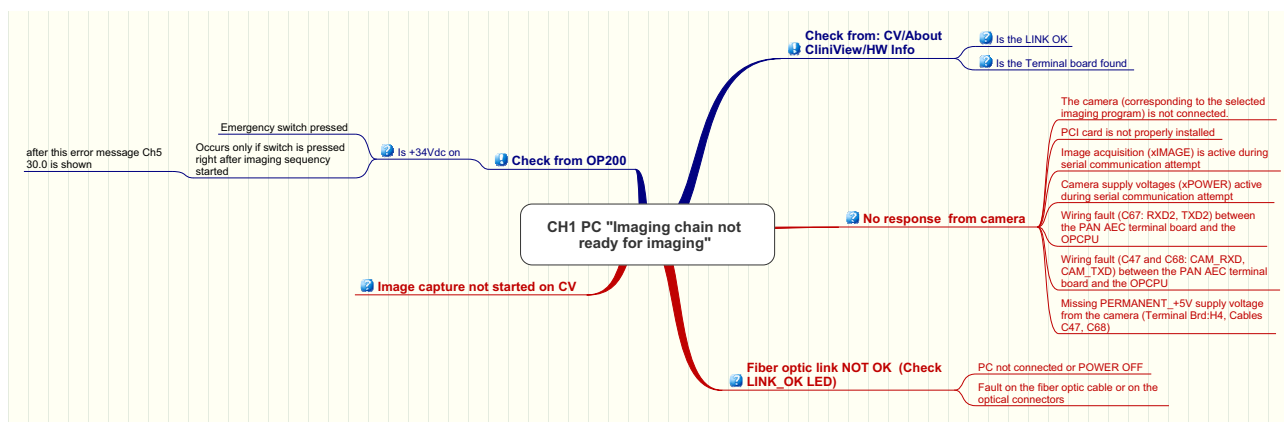 Check from: CV/About
CliniView/HW Info
Is the LINK OK
Is the Terminal board found
The camera (corresponding to the selected
imaging program) is not connected.
PCI card is not properly installed
Image acquisition (xIMAGE) is active during
serial communication attempt
Camera supply voltages (xPOWER) active
during serial communication attempt
Wiring fault (C67: RXD2, TXD2) between
the PAN AEC terminal board and the
OPCPU
Wiring fault (C47 and C68: CAM_RXD,
CAM_TXD) between the PAN AEC terminal
board and the OPCPU
Missing PERMANENT_+5V supply voltage
from the camera (Terminal Brd:H4, Cables
C47, C68)
No response  from camera
Emergency switch pressed
Occurs only if switch is pressed
right after imaging sequency
started
after this error message Ch5
30.0 is shown
Is +34Vdc on
Check from OP200
CH1 PC "Imaging chain not
ready for imaging"
Image capture not started on CV
Fiber optic link NOT OK  (Check
LINK_OK LED)
PC not connected or POWER OFF
Fault on the fiber optic cable or on the
optical connectors